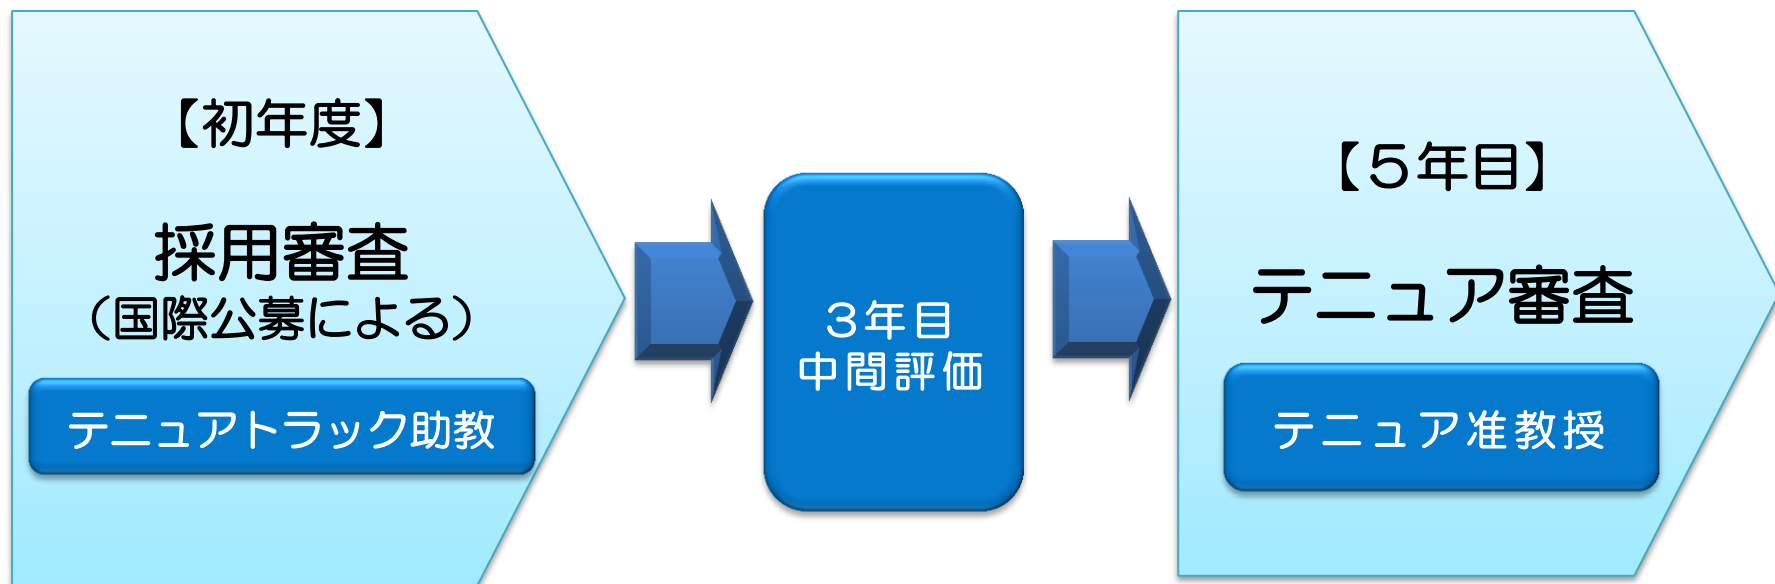 【初年度】
採用審査
（国際公募による）
テニュアトラック助教
３年目
中間評価
【５年目】
テニュア審査
テニュア准教授